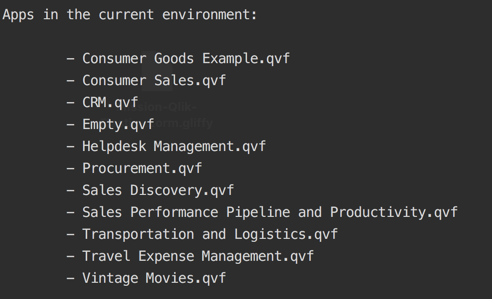 Apps in the current environment:
- Consumer Goods Example.qvf
- Consumer Sales.qvf
- CRM.qvf
- Empty.qvf
- Helpdesk Management.qvf
- Procurement.qvf
- Sales Discovery.qvf
- Sales Performance Pipeline and Productivity.qvf
- Transportation and Logistics.qvf
- Travel Expense Management.qvf
- Vintage Movies.qvf